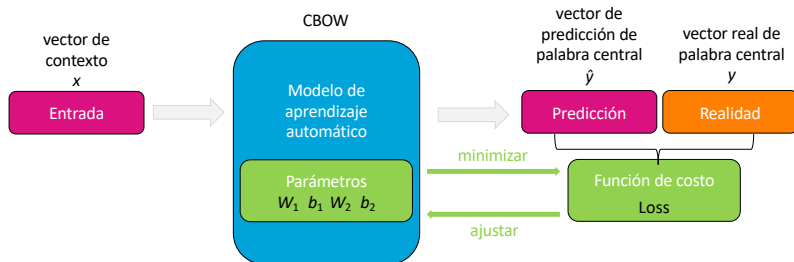 CBOW
vector de
contexto
x
Entrada
Modelo de
aprendizaje
automático
Parámetros
W₁ b₁ W₂ b₂
vector de
predicción de
palabra central
ŷ
Predicción
vector real de
palabra central
y
Realidad
minimizar
ajustar
Función de costo
Loss